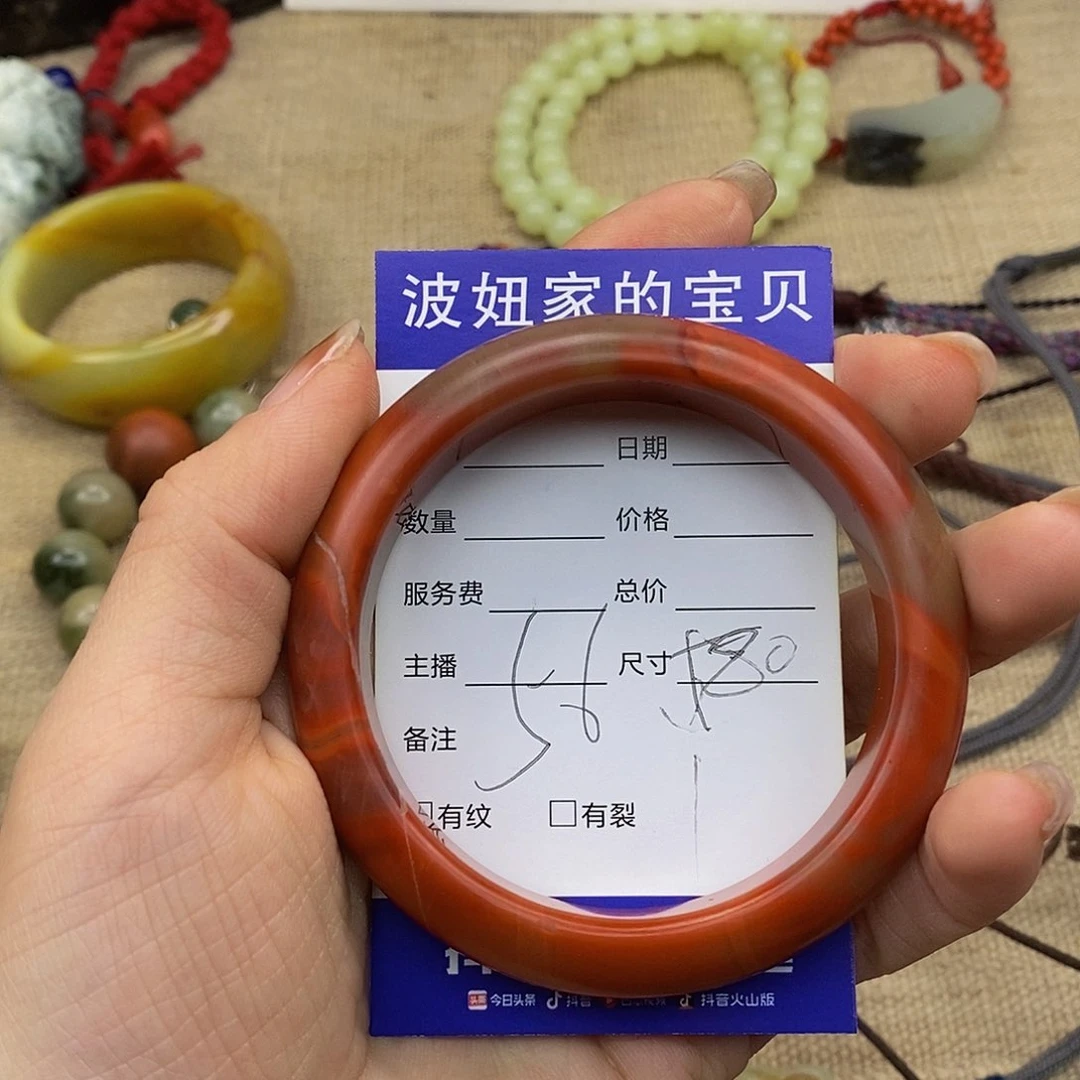 波妞家的宝贝
日期
数量 价格
服务费 总价
主播 尺寸
56 580
备注
□有纹 □有裂
今日头条 抖音 抖音火山版